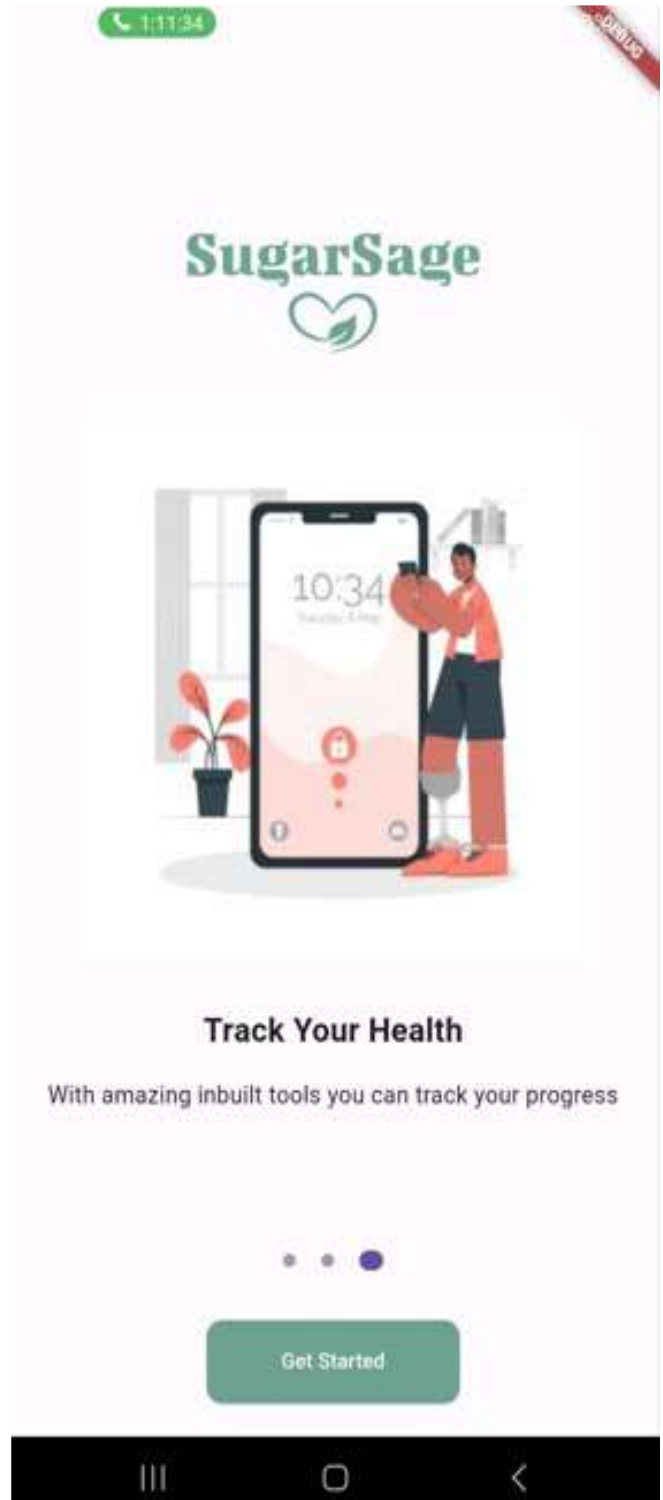 1:11:34
DEBUG
SugarSage
10:34
Track Your Health
With amazing inbuilt tools you can track your progress
Get Started